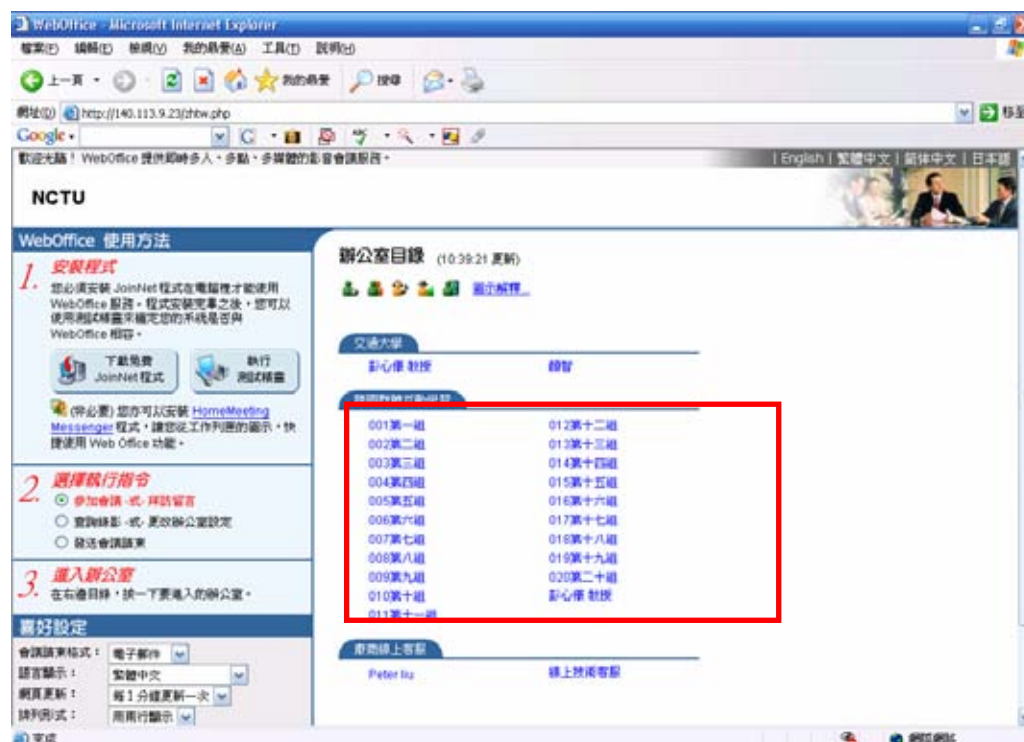 WebOffice - Microsoft Internet Explorer
檔案(F) 編輯(E) 檢視(V) 我的最愛(A) 工具(T) 說明(H)
上一頁 我的最愛 搜尋
網址(D) http://140.113.9.23/zhtw.php 移至
Google
歡迎光臨！WebOffice 提供即時多人、多點、多媒體的影音會議服務。
English | 繁體中文 | 简体中文 | 日本語
NCTU
WebOffice 使用方法
1. 安裝程式
您必須安裝 JoinNet 程式在電腦裡才能使用
WebOffice 服務。程式安裝完畢之後，您可以
使用測試精靈來確定您的系統是否與
WebOffice 相容。
下載免費
JoinNet 程式
執行
測試精靈
(非必要) 您亦可以安裝 HomeMeeting
Messenger 程式，讓您從工作列裡的圖示，快
捷使用 Web Office 功能。
2. 選擇執行指令
參加會議 -或- 拜訪留言
查詢錄影 -或- 更改辦公室設定
發送會議請柬
3. 進入辦公室
在右邊目錄，按一下要進入的辦公室。
喜好設定
會議請柬格式： 電子郵件
語言顯示： 繁體中文
網頁更新： 每 1 分鐘更新一次
排列形式： 用兩行顯示
辦公室目錄 (10:39:21 更新)
圖示解釋...
交通大學
彭心儀 教授 顏智
001第一組 012第十二組
002第二組 013第十三組
003第三組 014第十四組
004第四組 015第十五組
005第五組 016第十六組
006第六組 017第十七組
007第七組 018第十八組
008第八組 019第十九組
009第九組 020第二十組
010第十組 彭心儀 教授
011第十一組
線上客服
Peter liu 線上技術客服
完成 網際網路